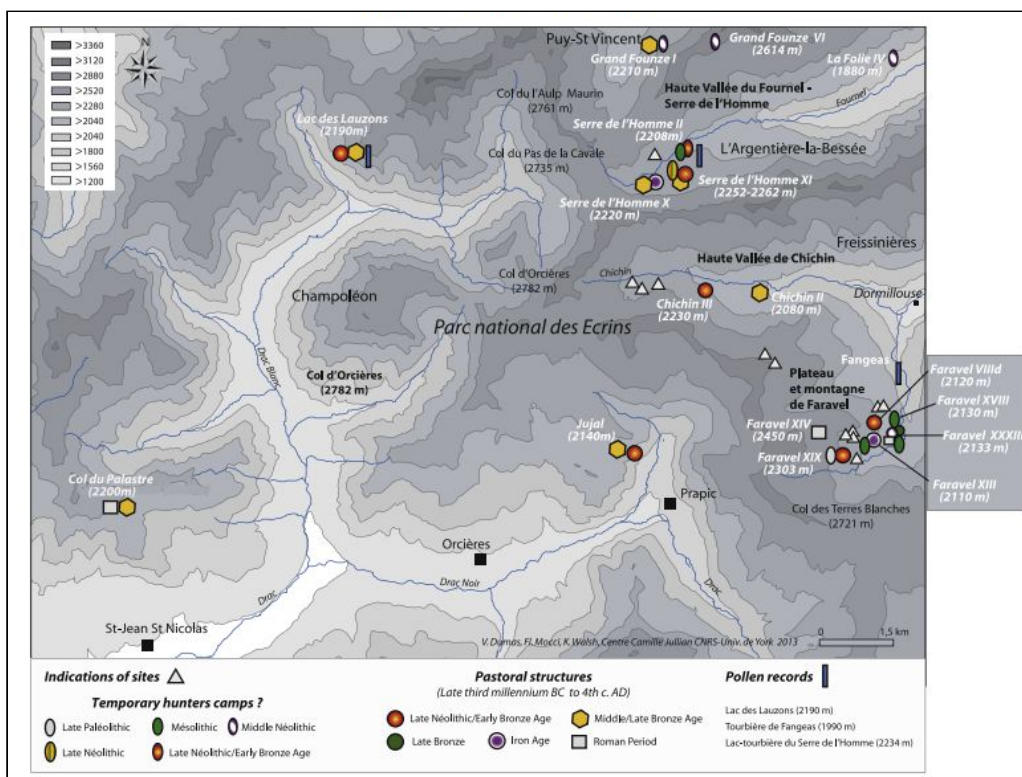 >3360
>3120
>2880
>2520
>2280
>2040
>1800
>1560
>1200
N
Puy-St Vincent
Grand Founze I
(2210 m)
Grand Founze VI
(2614 m)
La Folie IV
(1880 m)
Haute Vallée du Fournel -
Serre de l'Homme
Fournel
Col du l'Aulp Maurin
(2761 m)
Lac des Lauzons
(2190m)
Serre de l'Homme II
(2208m)
Col du Pas de la Cavale
(2735 m)
L'Argentière-la-Bessée
Serre de l'Homme XI
(2252-2262 m)
Serre de l'Homme X
(2220 m)
Freissinières
Haute Vallée de Chichin
Col d'Orcières
(2782 m)
Chichin
Chichin III
(2230 m)
Chichin II
(2080 m)
Dormillouse
Champoléon
Parc national des Ecrins
Drac Blanc
Col d'Orcières
(2782 m)
Fangeas
Plateau
et montagne
de Faravel
Faravel VIIId
(2120 m)
Faravel XVIII
(2130 m)
Faravel XXXIII
(2133 m)
Faravel XIII
(2110 m)
Faravel XIV
(2450 m)
Faravel XIX
(2303 m)
Jujal
(2140m)
Col du Palastre
(2200m)
Prapic
Col des Terres Blanches
(2721 m)
Orcières
Drac Noir
Drac
Drac
St-Jean St Nicolas
V. Dumas, Fl. Mocci, K. Walsh, Centre Camille Jullian CNRS-Univ. de York 2013
0 1,5 km
Indications of sites
Temporary hunters camps ?
Late Paléolithic
Mésolithic
Middle Néolithic
Late Néolithic
Late Néolithic/Early Bronze Age
Pastoral structures
(Late third millennium BC to 4th c. AD)
Late Néolithic/Early Bronze Age
Middle/Late Bronze Age
Late Bronze
Iron Age
Roman Period
Pollen records
Lac des Lauzons (2190 m)
Tourbière de Fangeas (1990 m)
Lac-tourbière du Serre de l'Homme (2234 m)